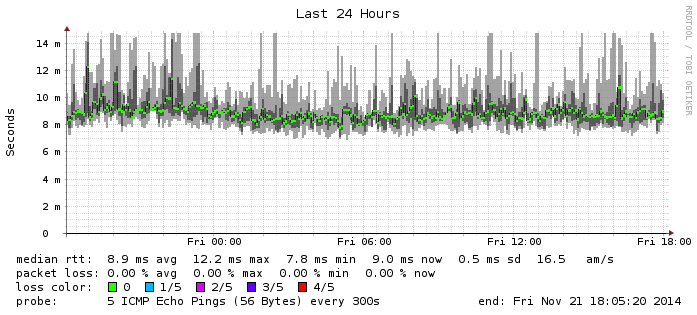 Last 24 Hours
RRDTOOL / TOBI OETIKER
Seconds
14 m
12 m
10 m
8 m
6 m
4 m
2 m
0
Fri 00:00 Fri 06:00 Fri 12:00 Fri 18:00
median rtt: 8.9 ms avg 12.2 ms max 7.8 ms min 9.0 ms now 0.5 ms sd 16.5 am/s
packet loss: 0.00 % avg 0.00 % max 0.00 % min 0.00 % now
loss color: 0 1/5 2/5 3/5 4/5
probe: 5 ICMP Echo Pings (56 Bytes) every 300s end: Fri Nov 21 18:05:20 2014